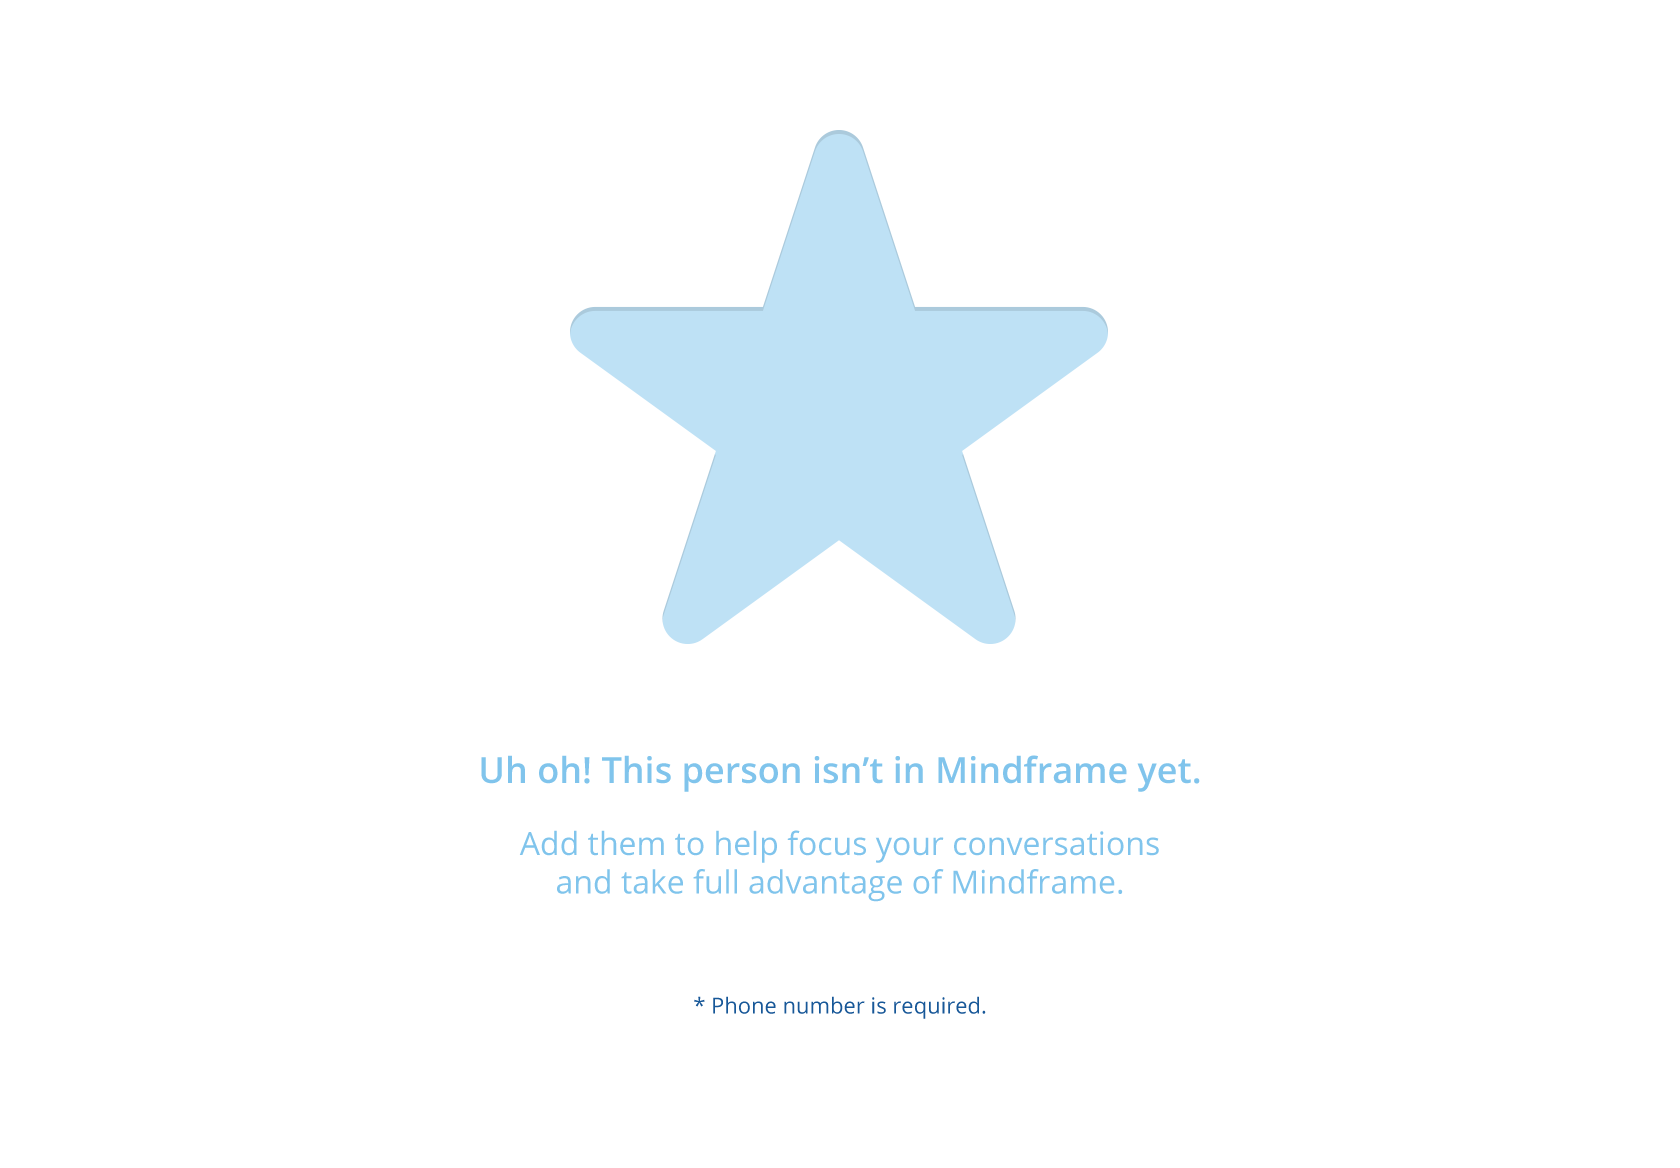 Uh oh! This person isn’t in Mindframe yet.
Add them to help focus your conversations
and take full advantage of Mindframe.
* Phone number is required.